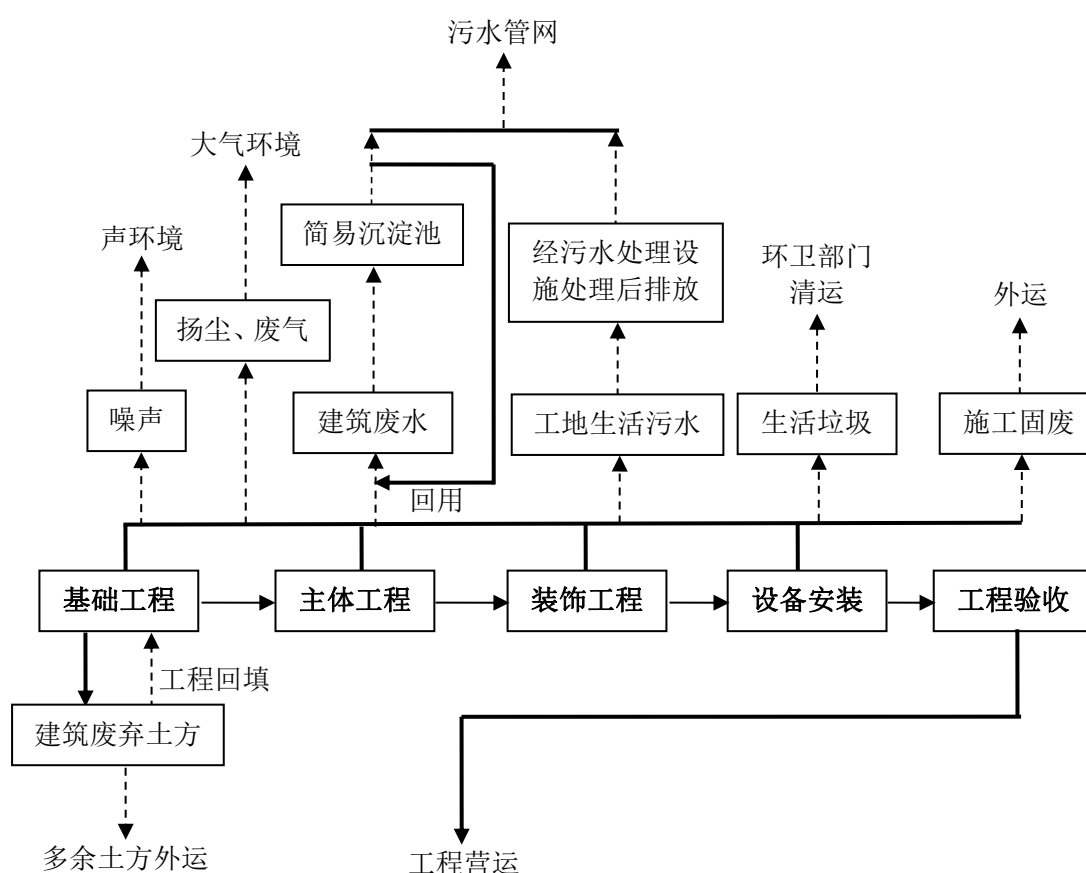 污水管网
大气环境
简易沉淀池
声环境
经污水处理设
施处理后排放
环卫部门
清运
外运
扬尘、废气
噪声
建筑废水
工地生活污水
生活垃圾
施工固废
回用
基础工程
主体工程
装饰工程
设备安装
工程验收
工程回填
建筑废弃土方
多余土方外运
工程营运